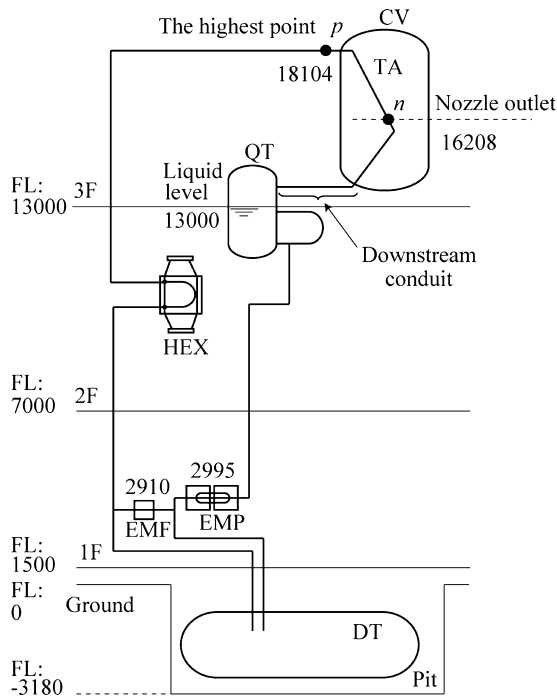 CV
The highest point p
18104
TA
n Nozzle outlet
16208
QT
Liquid
level
13000
FL:
13000
3F
Downstream
conduit
HEX
FL:
7000
2F
2910
2995
EMF
EMP
FL:
1500
1F
FL:
0
Ground
DT
FL:
-3180
Pit